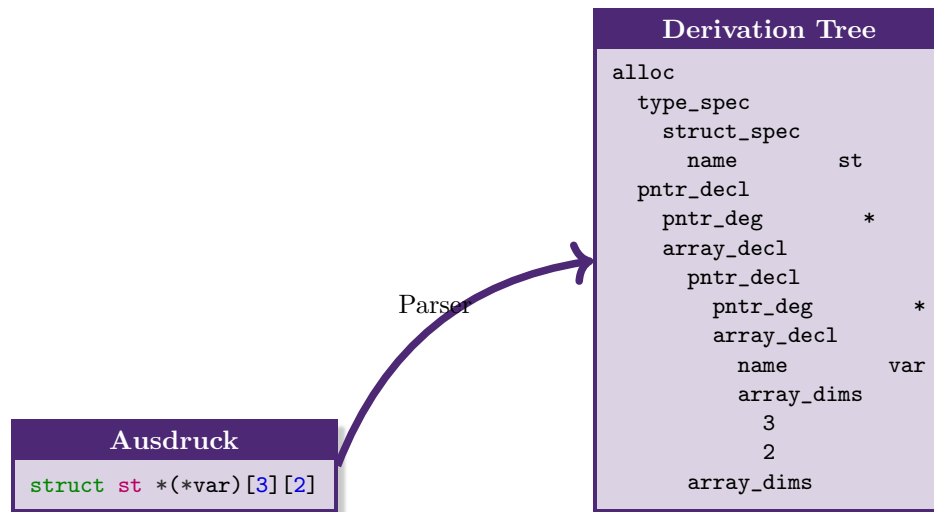 Derivation Tree
alloc
type_spec
struct_spec
name st
pntr_decl
pntr_deg *
array_decl
pntr_decl
pntr_deg *
array_decl
name var
array_dims
3
2
array_dims
Parser
Ausdruck
struct st *(*var)[3][2]